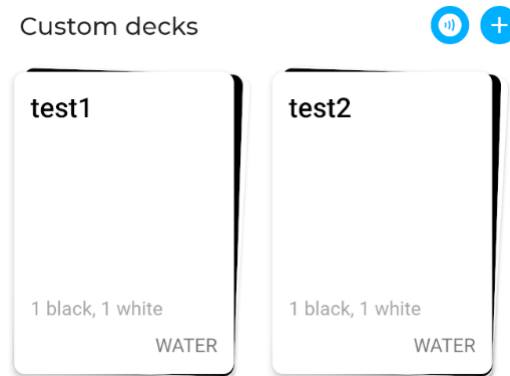 Custom decks
test1
1 black, 1 white
WATER
test2
1 black, 1 white
WATER